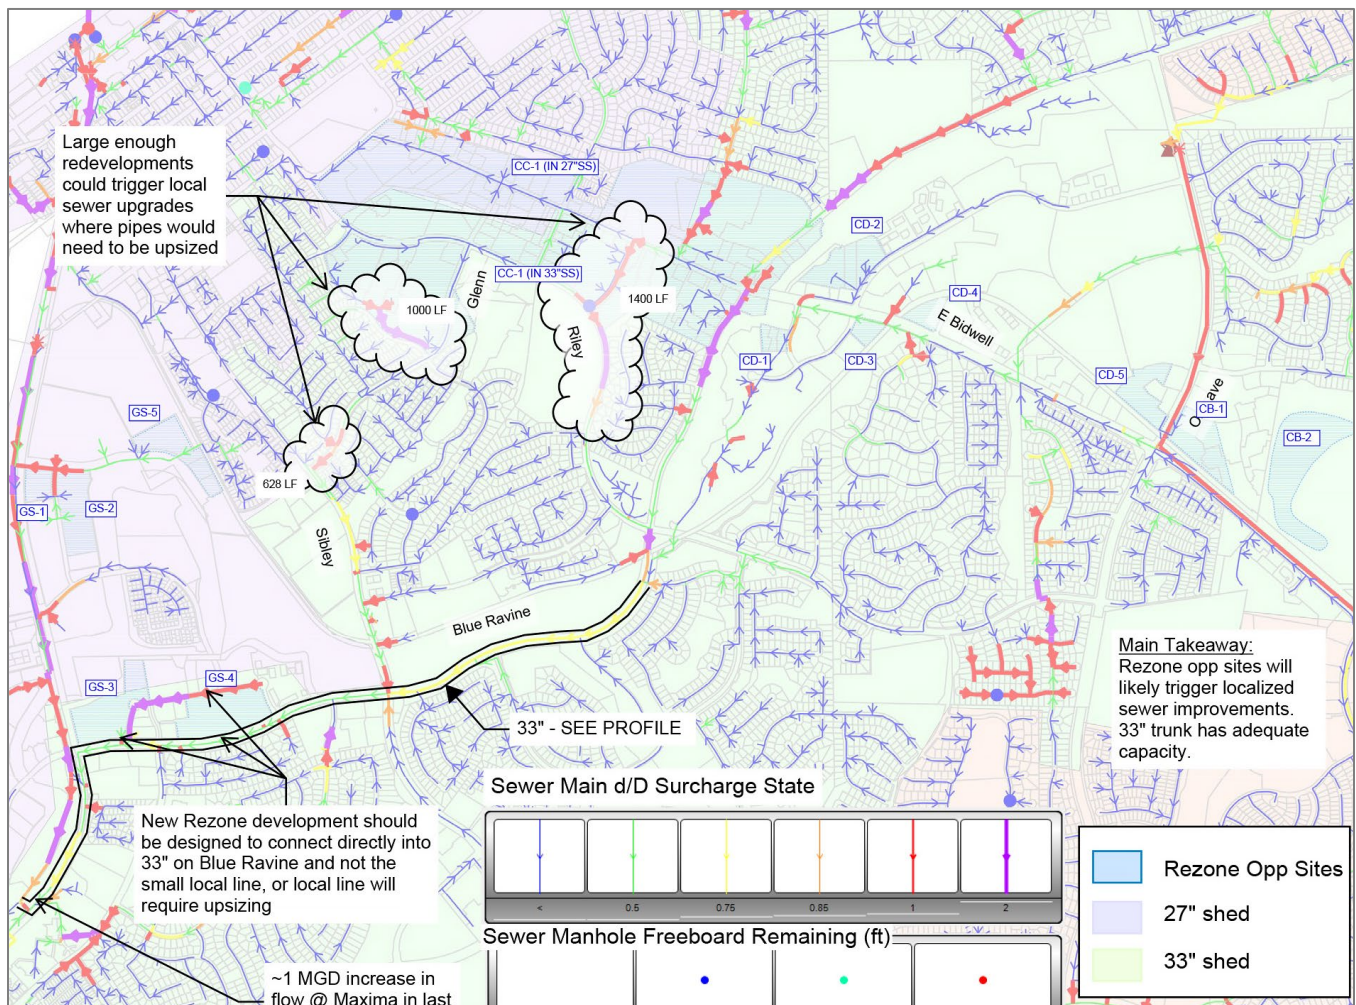 Large enough
redevelopments
could trigger local
sewer upgrades
where pipes would
need to be upsized
CC-1 (IN 27"SS)
CD-2
CC-1 (IN 33"SS)
Glenn
1000 LF
1400 LF
Riley
CD-4
E Bidwell
CD-1
CD-3
CD-5
CB-1
ave
CB-2
GS-5
628 LF
GS-1
GS-2
Sibley
Blue Ravine
GS-3
GS-4
33" - SEE PROFILE
Main Takeaway:
Rezone opp sites will
likely trigger localized
sewer improvements.
33" trunk has adequate
capacity.
New Rezone development should
be designed to connect directly into
33" on Blue Ravine and not the
small local line, or local line will
require upsizing
~1 MGD increase in
flow @ Maxima in last
Sewer Main d/D Surcharge State
< 0.5 0.75 0.85 1 2
Sewer Manhole Freeboard Remaining (ft)
Rezone Opp Sites
27" shed
33" shed